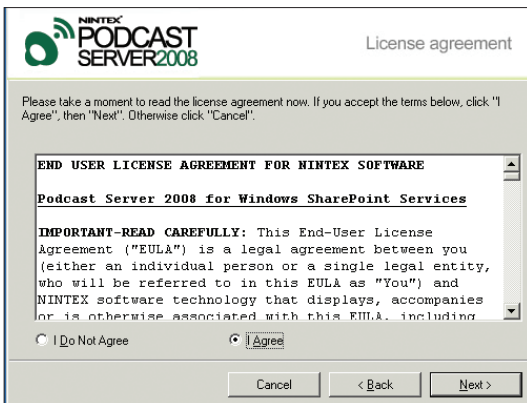 NINTEX
PODCAST
SERVER2008
License agreement
Please take a moment to read the license agreement now. If you accept the terms below, click "I
Agree", then "Next". Otherwise click "Cancel".
END USER LICENSE AGREEMENT FOR NINTEX SOFTWARE
Podcast Server 2008 for Windows SharePoint Services
IMPORTANT-READ CAREFULLY: This End-User License
Agreement ("EULA") is a legal agreement between you
(either an individual person or a single legal entity,
who will be referred to in this EULA as "You") and
NINTEX software technology that displays, accompanies
or is otherwise associated with this EULA, including
I Do Not Agree
I Agree
Cancel
< Back
Next >